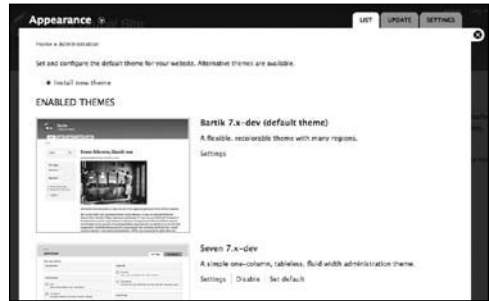 Appearance
LIST UPDATE SETTINGS
Home » Administration
Set and configure the default theme for your website. Alternative themes are available.
+ Install new theme
ENABLED THEMES
Bartik 7.x-dev (default theme)
A flexible, recolorable theme with many regions.
Settings
Seven 7.x-dev
A simple one-column, tableless, fluid width administration theme.
Settings Disable Set default